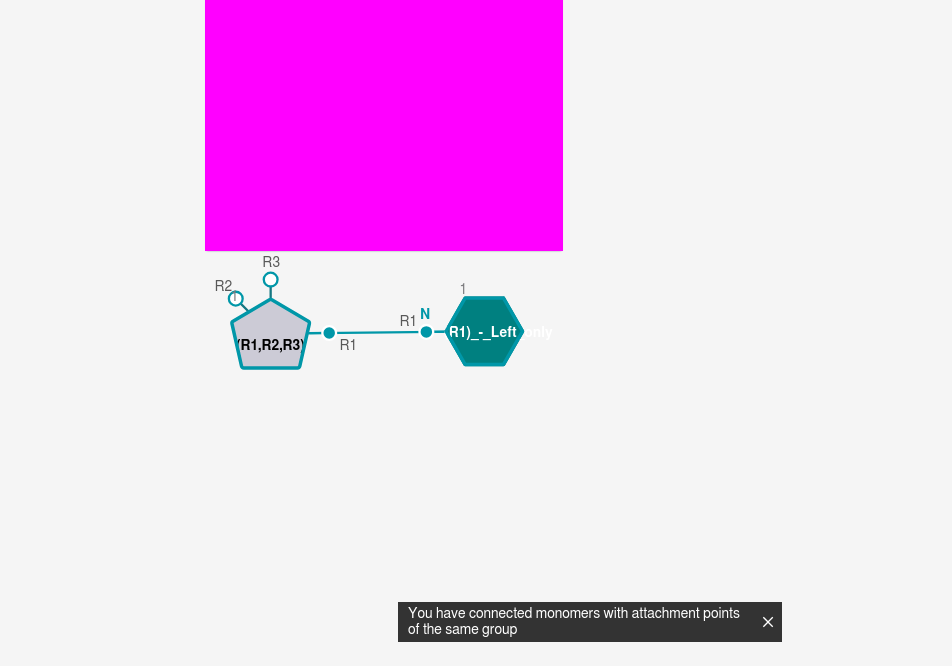 R3
R2
1
1
N
R1
(R1,R2,R3)
R1
R1)_-_Left only
You have connected monomers with attachment points
of the same group